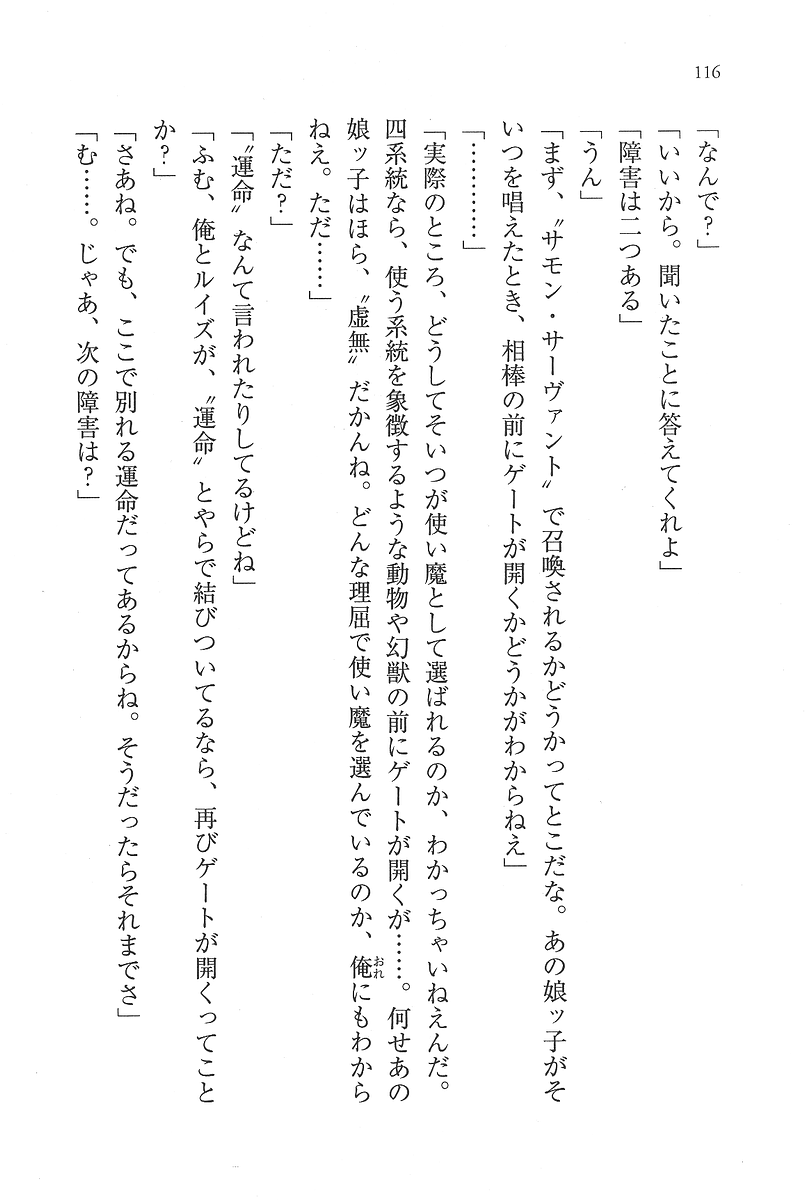 116
「なんで？」
「いいから。聞いたことに答えてくれよ」
「障害は二つある」
「うん」
「まず、〝サモン・サーヴァント〟で召喚されるかどうかってとこだな。あの娘ッ子がそ
いつを唱えたとき、相棒の前にゲートが開くかどうかがわからねえ」
「…………」
「実際のところ、どうしてそいつが使い魔として選ばれるのか、わかっちゃいねえんだ。
四系統なら、使う系統を象徴するような動物や幻獣の前にゲートが開くが……。何せあの
娘ッ子はほら、〝虚無〟だかんね。どんな理屈で使い魔を選んでいるのか、俺おれにもわから
ねえ。ただ……」
「ただ？」
「〝運命〟なんて言われたりしてるけどね」
「ふむ、俺とルイズが、〝運命〟とやらで結びついてるなら、再びゲートが開くってこと
か？」
「さあね。でも、ここで別れる運命だってあるからね。そうだったらそれまでさ」
「む……。じゃあ、次の障害は？」